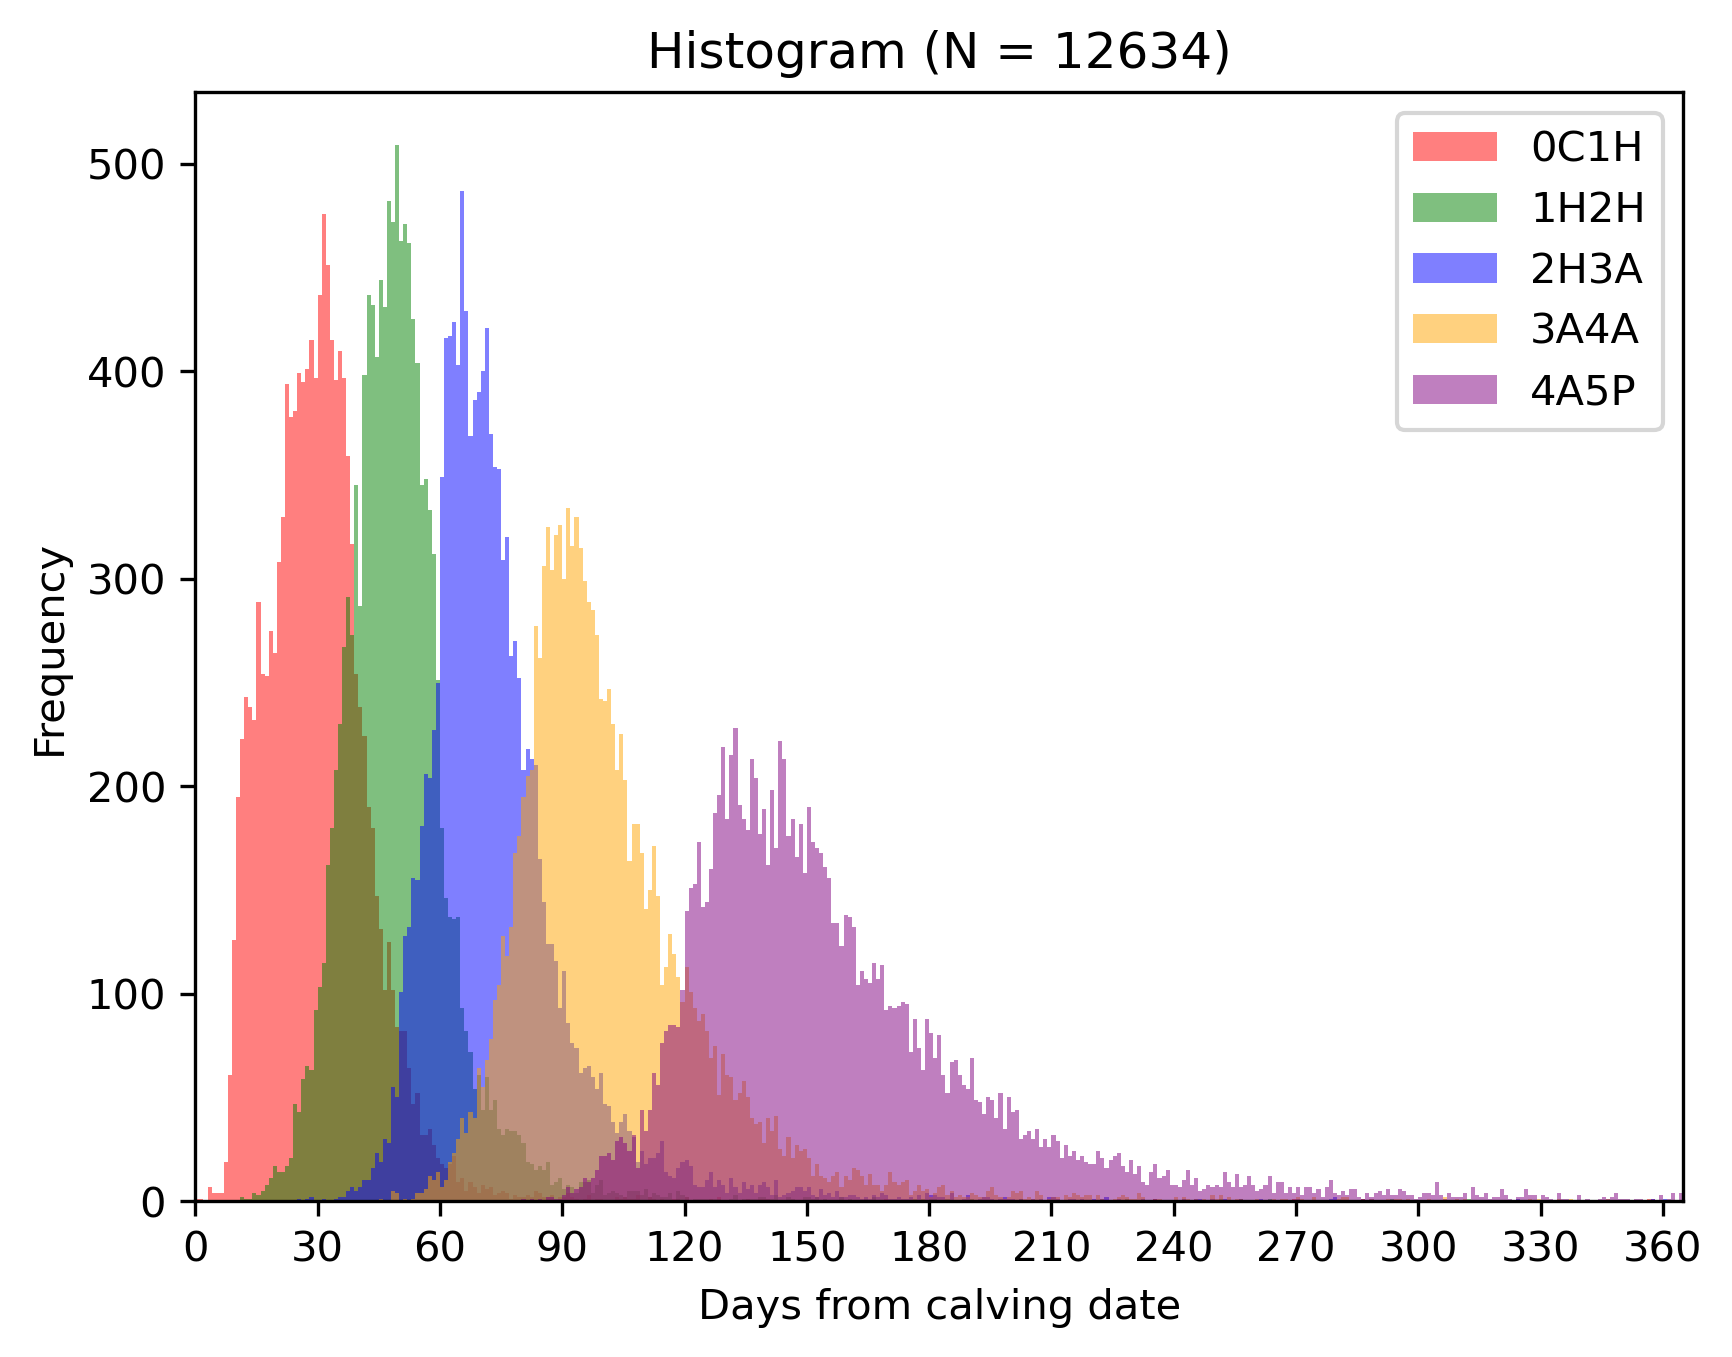 Histogram (N = 12634)
0C1H
1H2H
2H3A
3A4A
4A5P
Frequency
500
400
300
200
100
0
0 30 60 90 120 150 180 210 240 270 300 330 360
Days from calving date